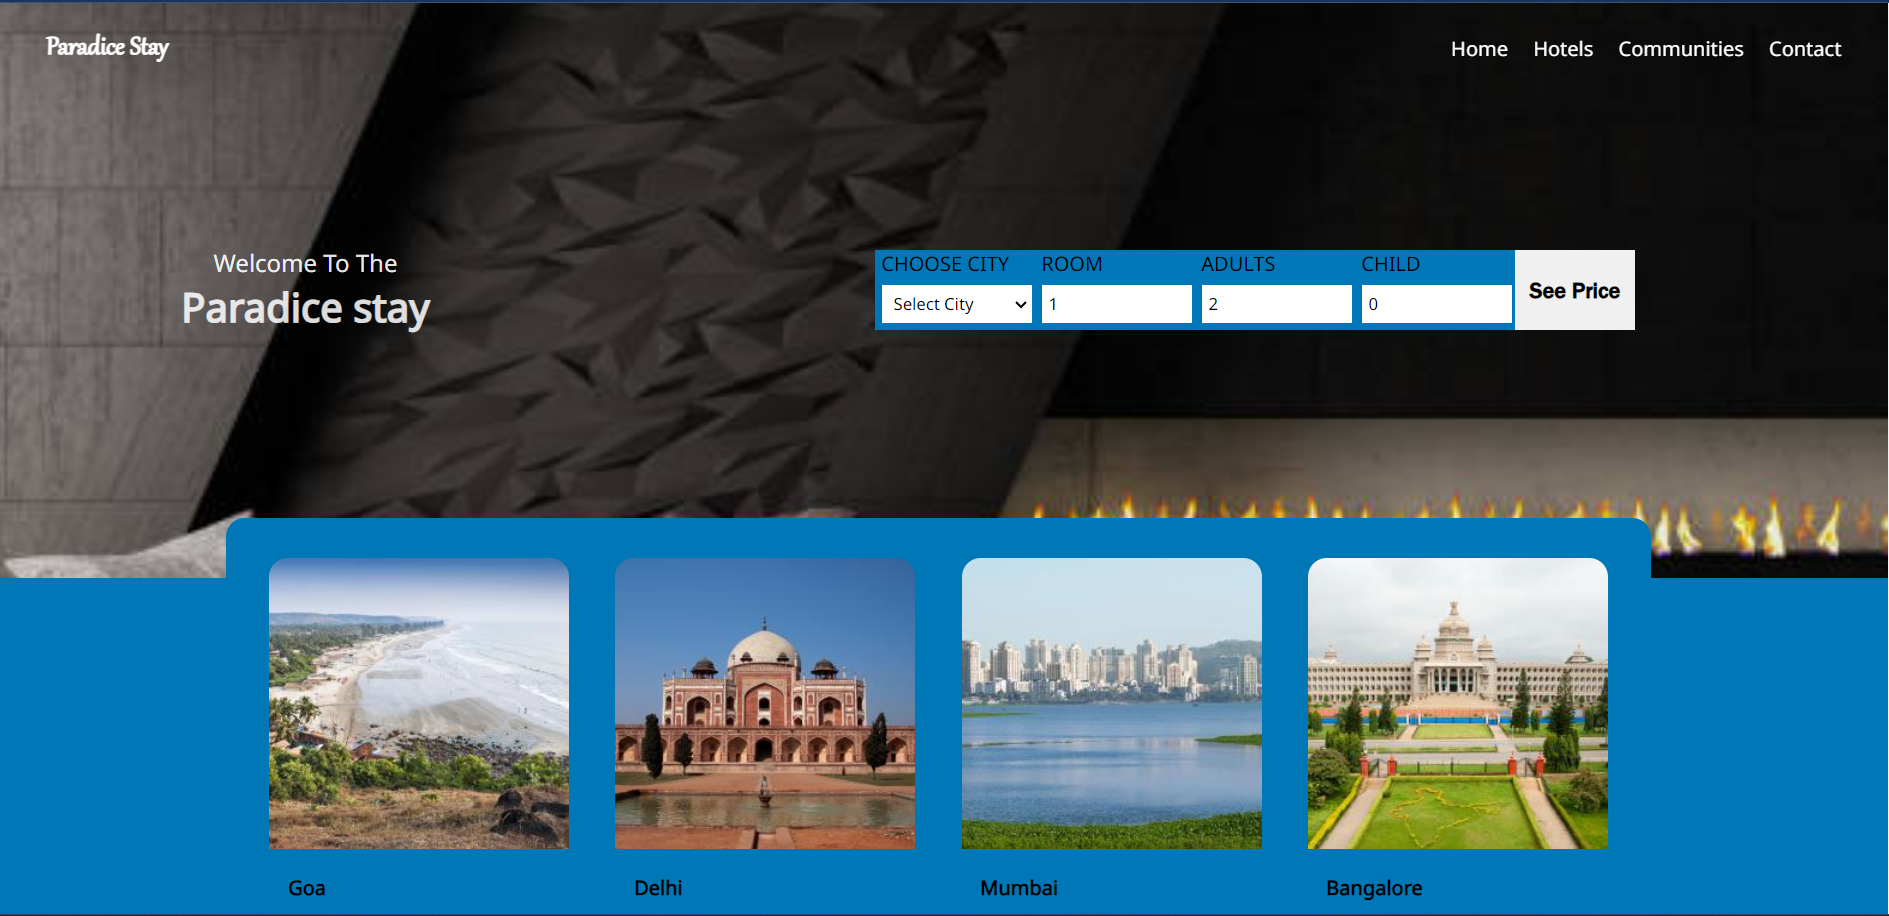 Paradice Stay
Home Hotels Communities Contact
Welcome To The
Paradice stay
CHOOSE CITY ROOM ADULTS CHILD
Select City 1 2 0
See Price
Goa Delhi Mumbai Bangalore